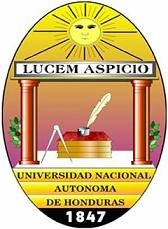 LUCEM ASPICIO
UNIVERSIDAD NACIONAL
AUTONOMA
DE HONDURAS
1847